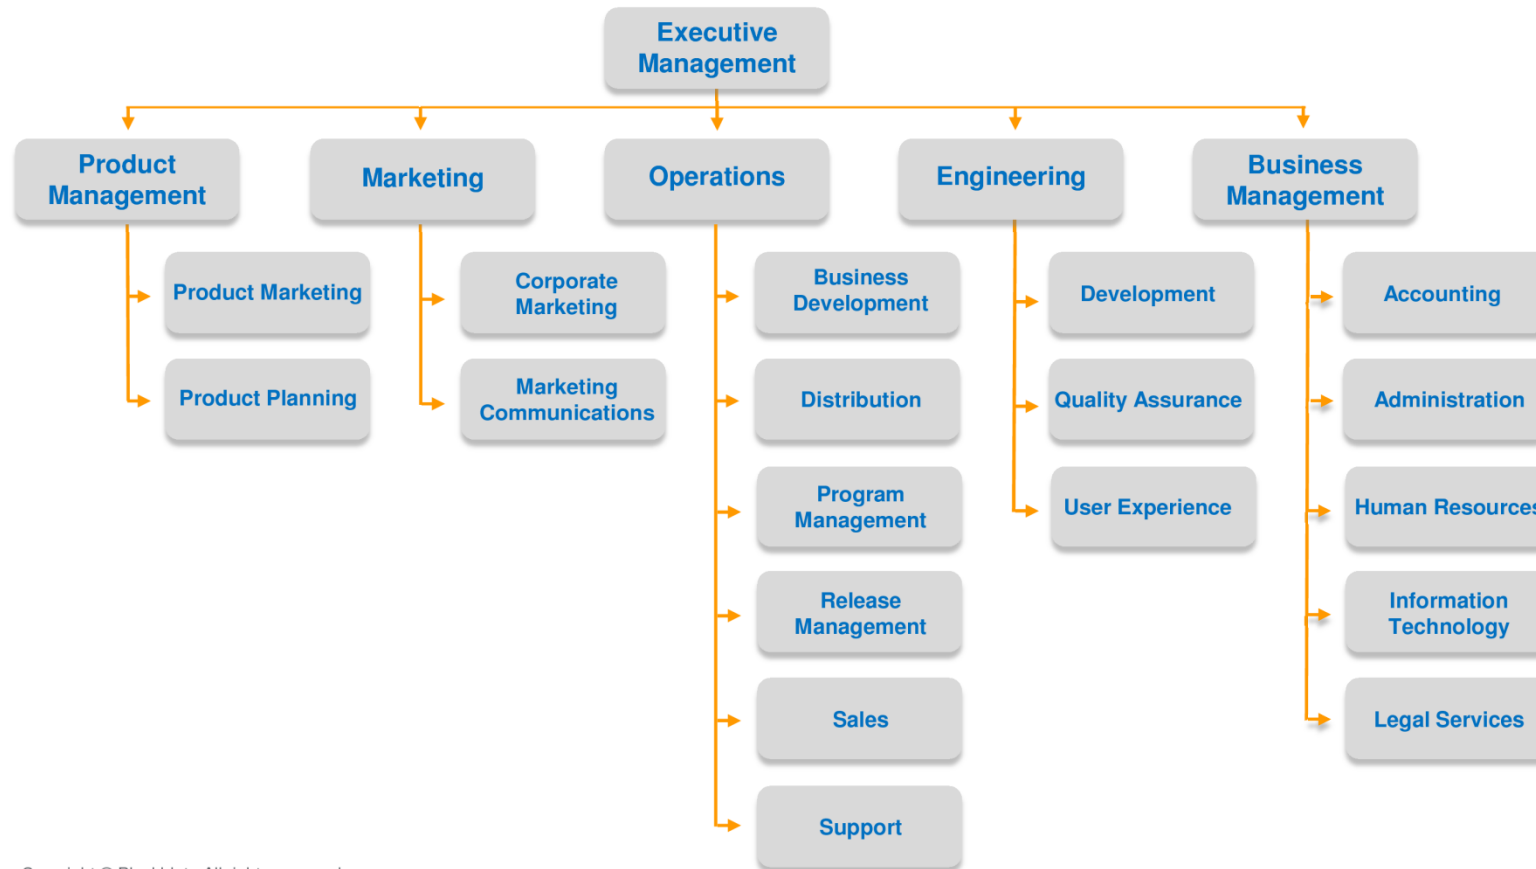 Executive
Management
Product
Management
Marketing
Operations
Engineering
Business
Management
Product Marketing
Product Planning
Corporate
Marketing
Marketing
Communications
Business
Development
Distribution
Program
Management
Release
Management
Sales
Support
Development
Quality Assurance
User Experience
Accounting
Administration
Human Resources
Information
Technology
Legal Services